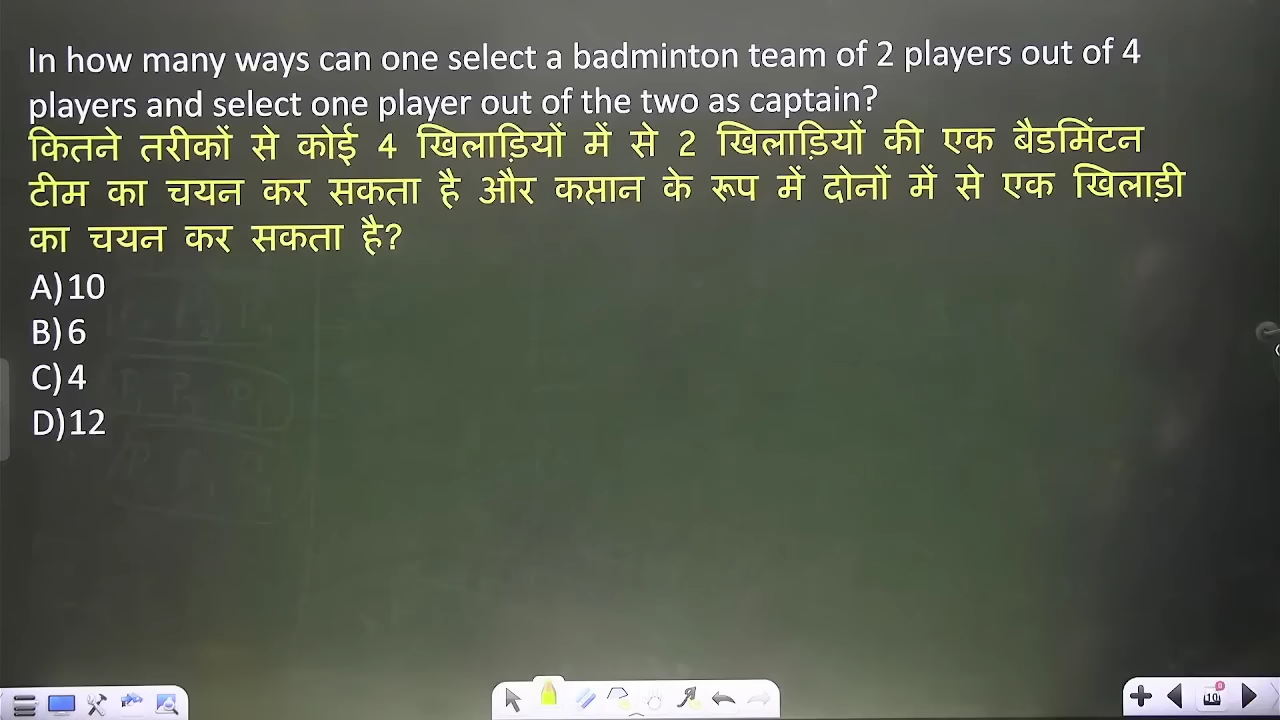 In how many ways can one select a badminton team of 2 players out of 4
players and select one player out of the two as captain?
कितने तरीकों से कोई 4 खिलाड़ियों में से 2 खिलाड़ियों की एक बैडमिंटन
टीम का चयन कर सकता है और कप्तान के रूप में दोनों में से एक खिलाड़ी
का चयन कर सकता है?
A) 10
B) 6
C) 4
D) 12